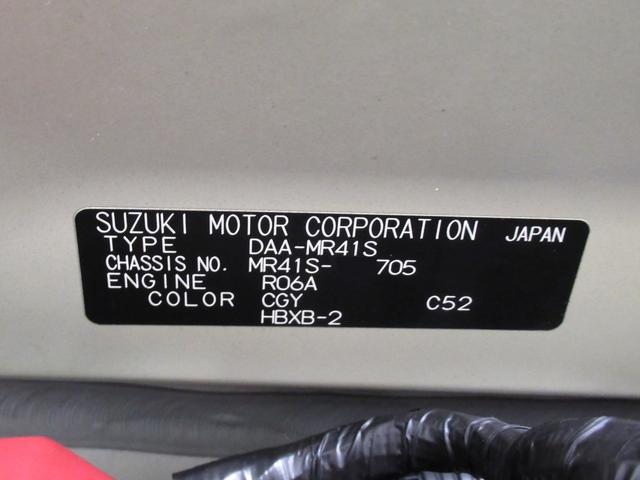 SUZUKI MOTOR CORPORATION JAPAN
TYPE DAA-MR41S
CHASSIS NO. MR41S- 705
ENGINE R06A
COLOR CGY C52
HBXB-2